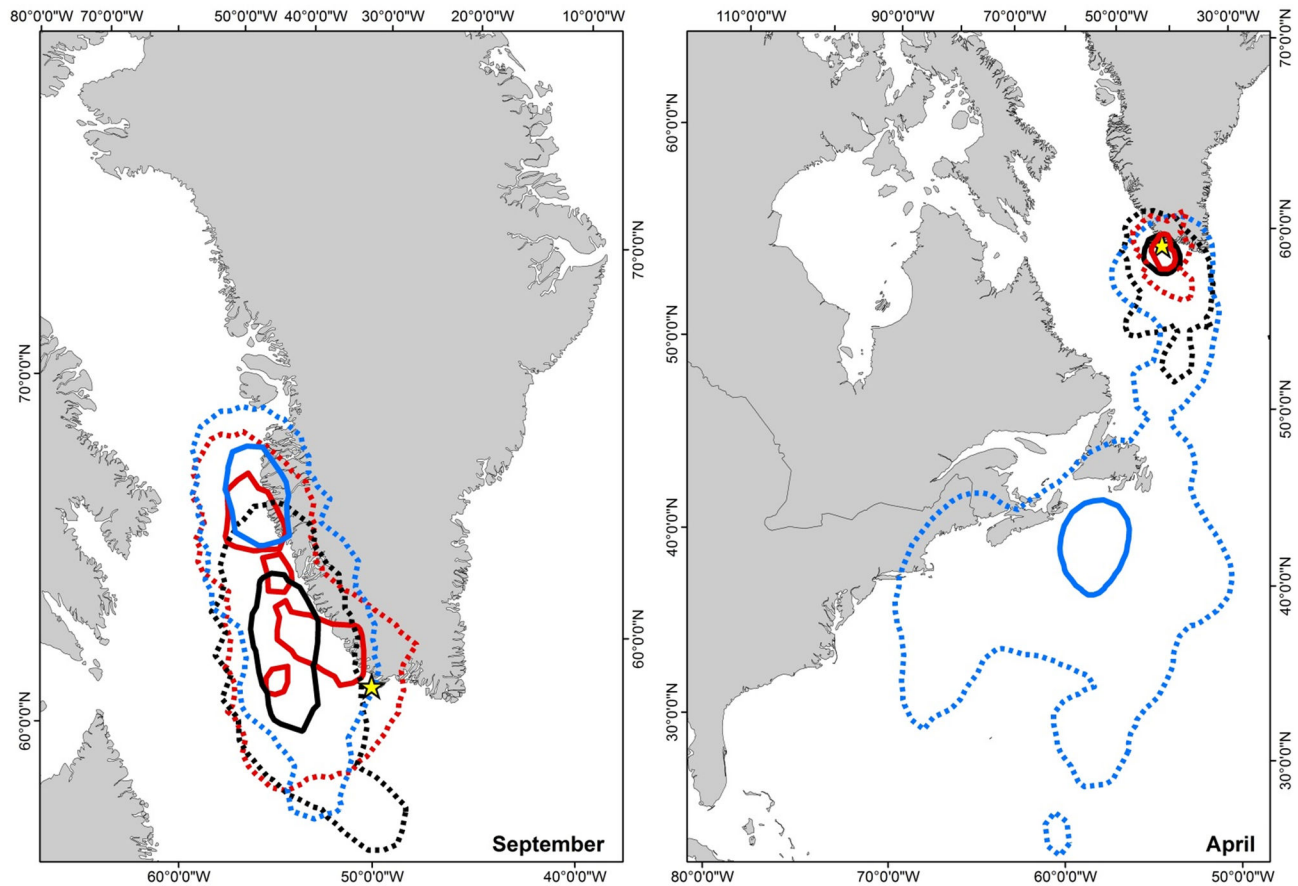 80°0'0"W 70°0'0"W 50°0'0"W 40°0'0"W 30°0'0"W 20°0'0"W 10°0'0"W
110°0'0"W 90°0'0"W 70°0'0"W 50°0'0"W 30°0'0"W
70°0'0"N
60°0'0"N
60°0'0"N
70°0'0"N
50°0'0"N
70°0'0"N
50°0'0"N
40°0'0"N
60°0'0"N
40°0'0"N
60°0'0"N
30°0'0"N
30°0'0"N
September
April
60°0'0"W 50°0'0"W 40°0'0"W
80°0'0"W 70°0'0"W 60°0'0"W 50°0'0"W